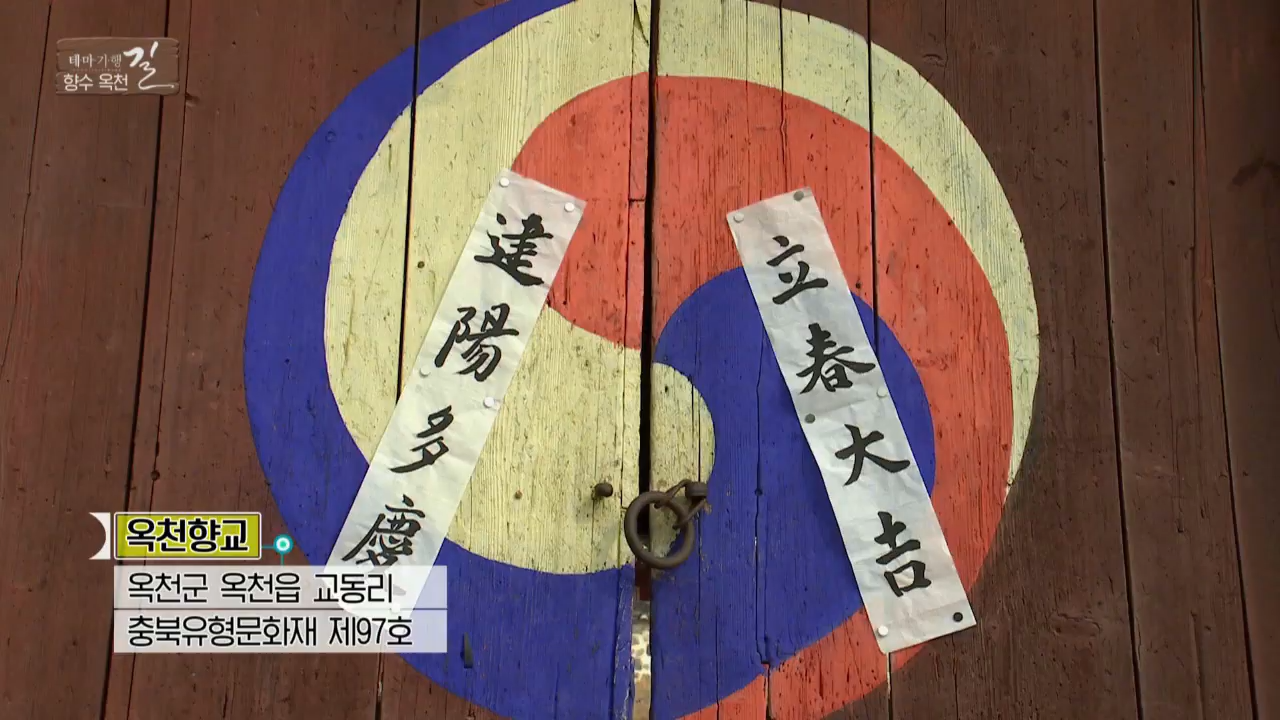 테마기행 길
향수 옥천
立春大吉
建陽多慶
옥천향교
옥천군 옥천읍 교동리
충북유형문화재 제97호